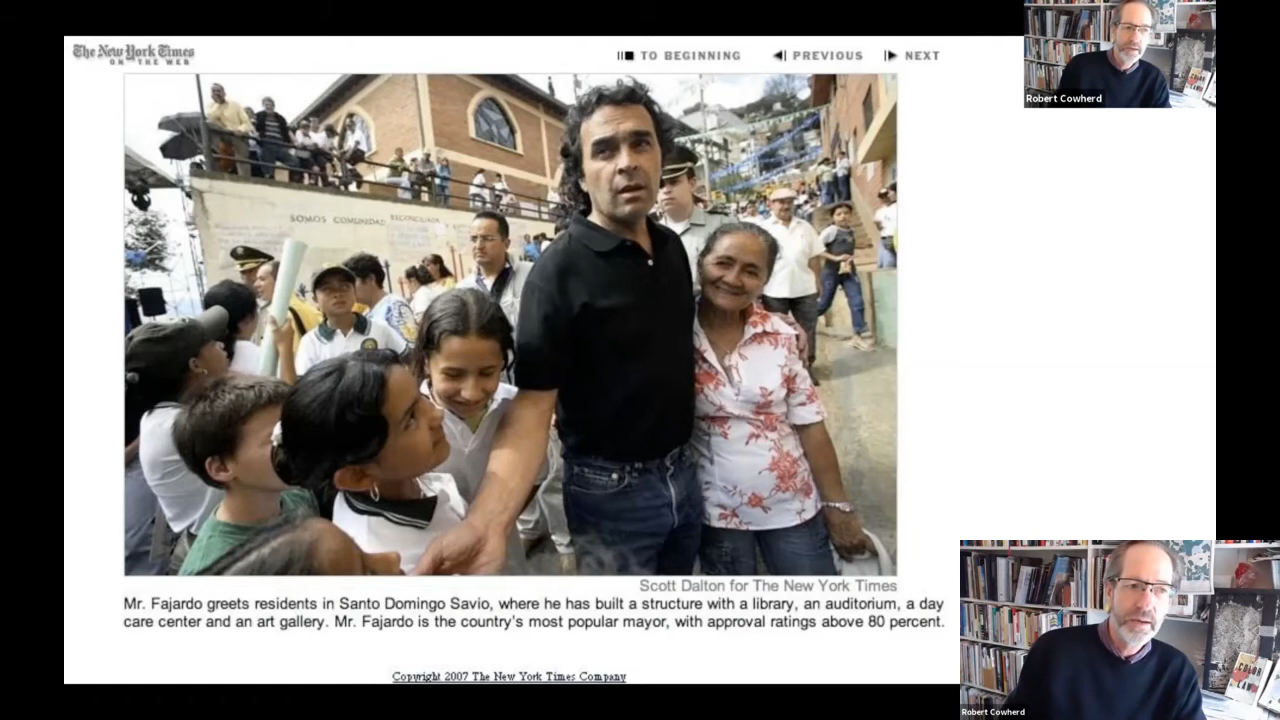 The New York Times
ON THE WEB
TO BEGINNING
PREVIOUS
NEXT
Robert Cowherd
SOMOS COMUNIDAD RECONCILIADA
Scott Dalton for The New York Times
Mr. Fajardo greets residents in Santo Domingo Savio, where he has built a structure with a library, an auditorium, a day
care center and an art gallery. Mr. Fajardo is the country's most popular mayor, with approval ratings above 80 percent.
Copyright 2007 The New York Times Company
COLOR
LAW
Robert Cowherd